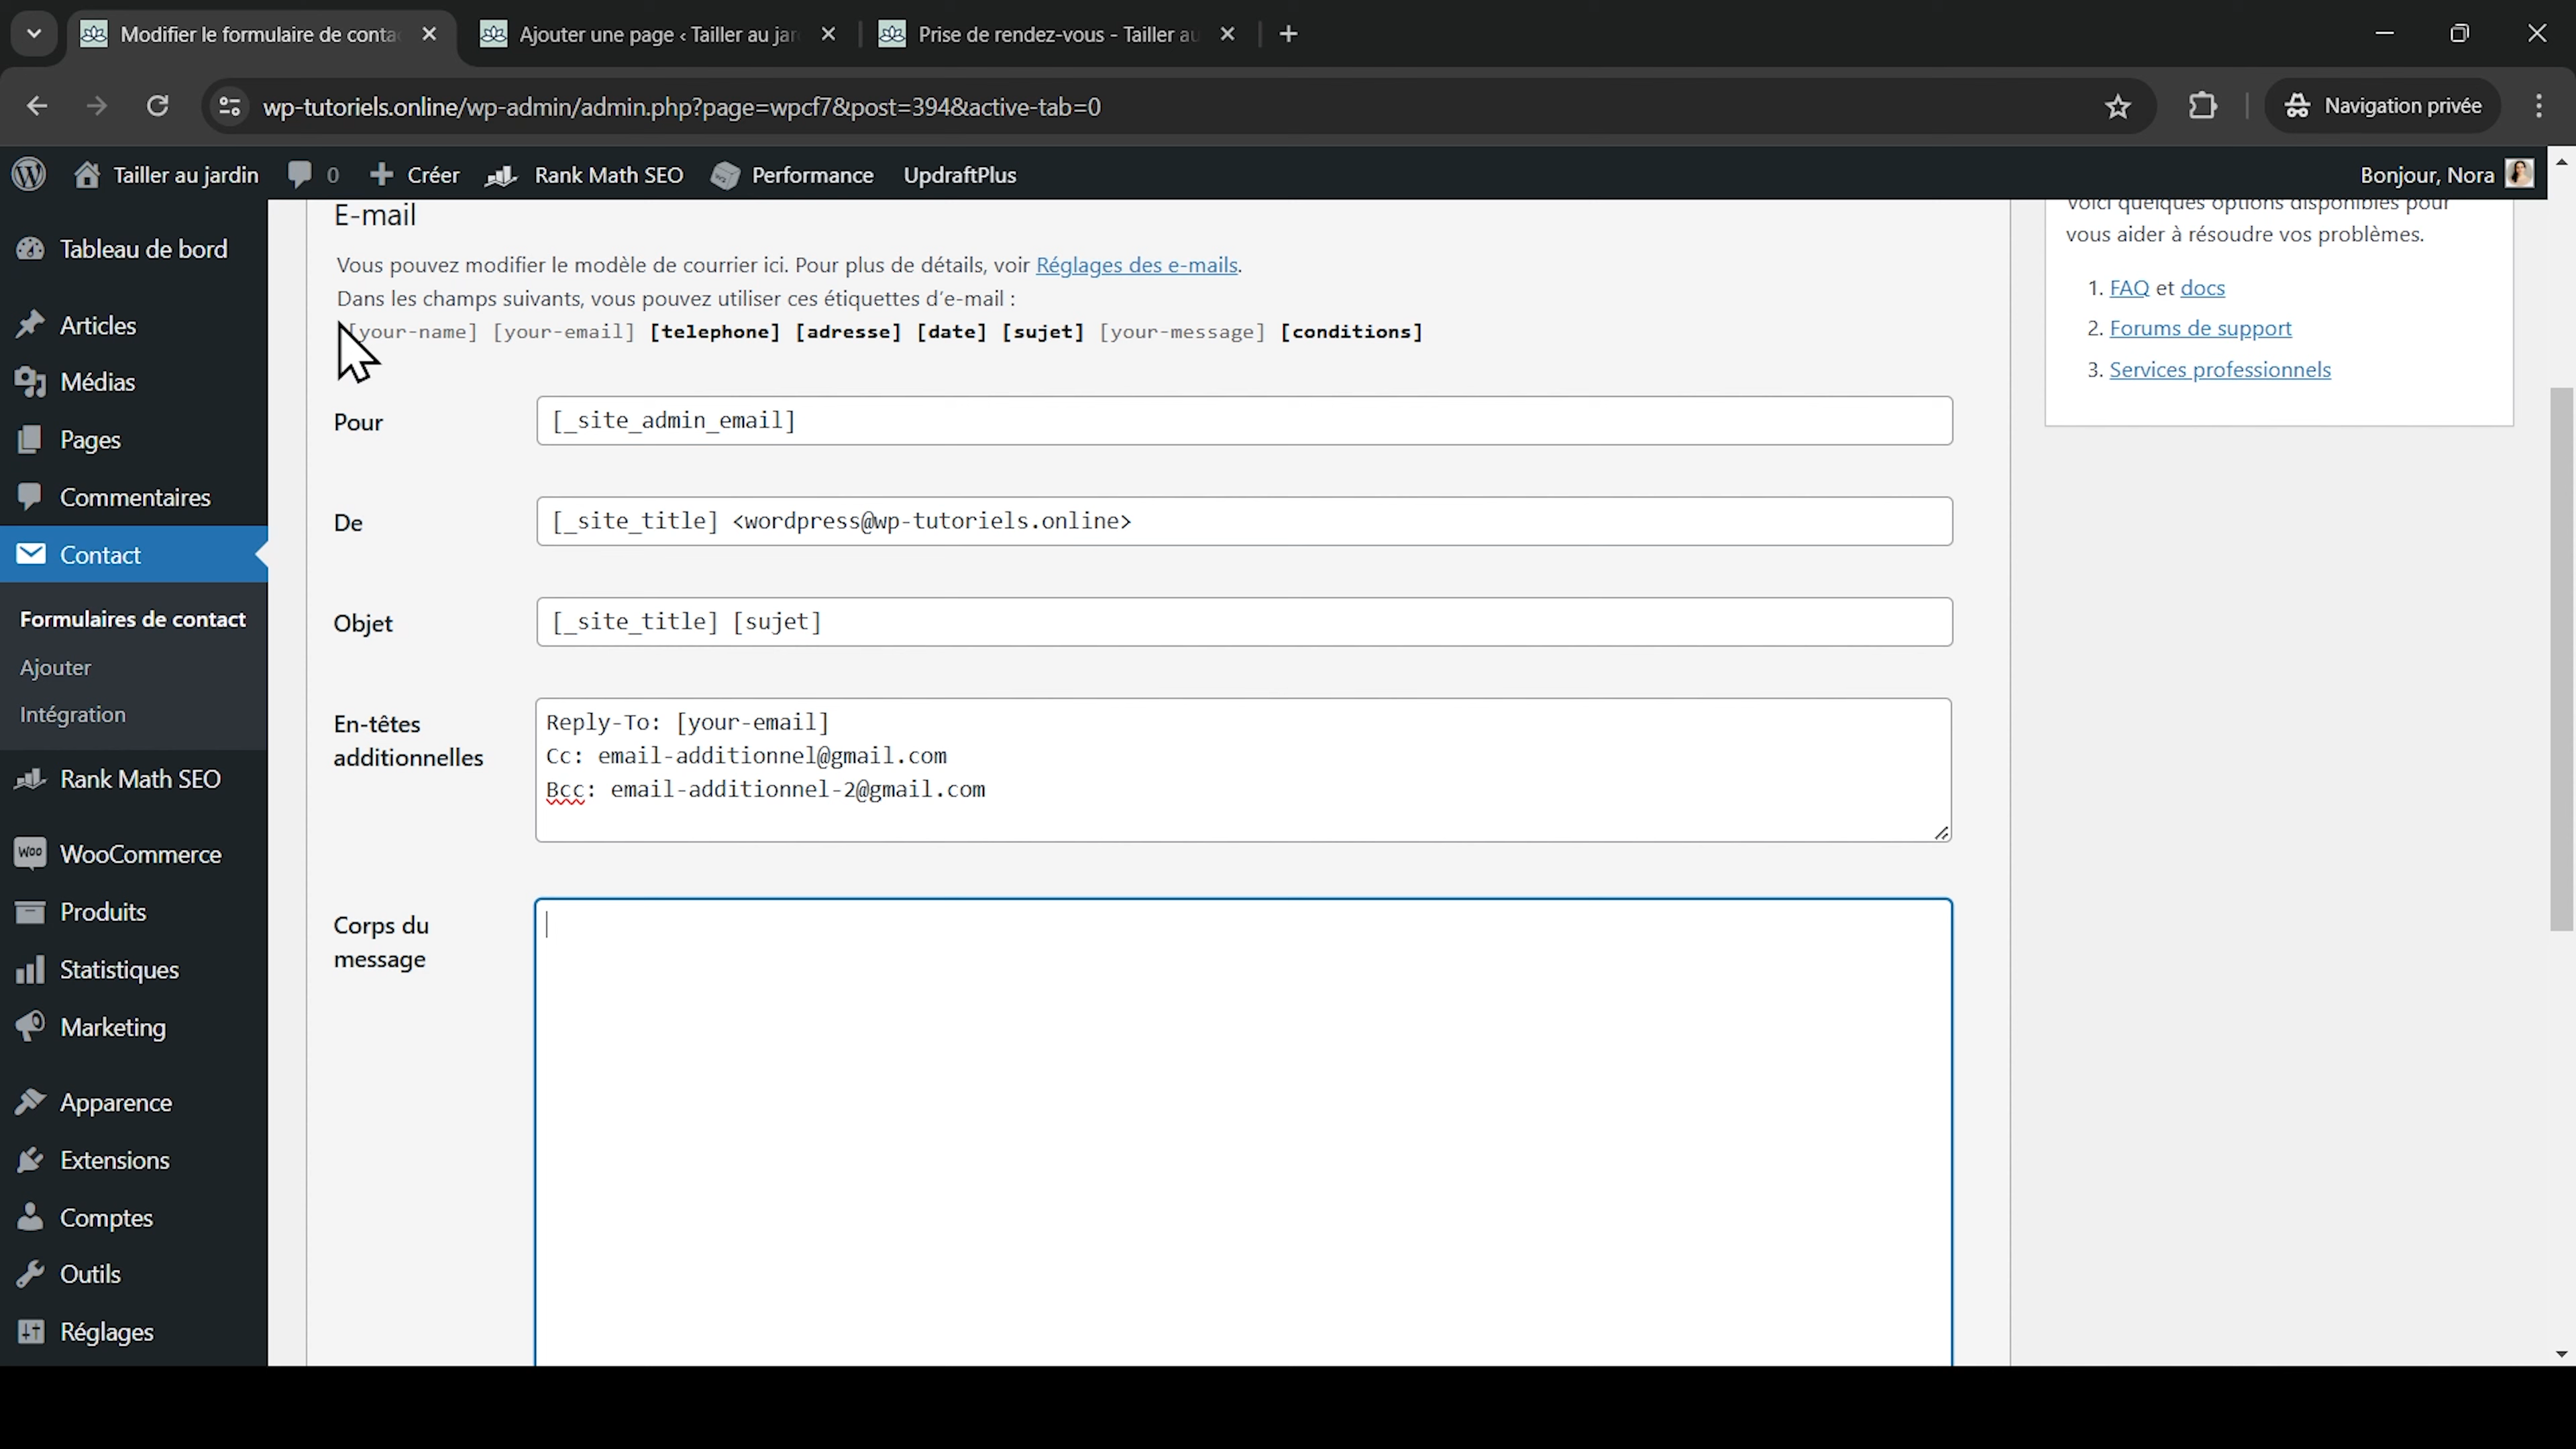 Modifier le formulaire de conta
Ajouter une page ‹ Tailler au jar
Prise de rendez-vous - Tailler au
wp-tutoriels.online/wp-admin/admin.php?page=wpcf7&post=394&active-tab=0
Navigation privée
Tailler au jardin
0
Créer
Rank Math SEO
Performance
UpdraftPlus
Bonjour, Nora
Tableau de bord
Articles
Médias
Pages
Commentaires
Contact
Formulaires de contact
Ajouter
Intégration
Rank Math SEO
WooCommerce
Produits
Statistiques
Marketing
Apparence
Extensions
Comptes
Outils
Réglages
E-mail
Vous pouvez modifier le modèle de courrier ici. Pour plus de détails, voir Réglages des e-mails.
Dans les champs suivants, vous pouvez utiliser ces étiquettes d’e-mail :
[your-name] [your-email] [telephone] [adresse] [date] [sujet] [your-message] [conditions]
Pour
[_site_admin_email]
De
[_site_title] <wordpress@wp-tutoriels.online>
Objet
[_site_title] [sujet]
En-têtes
additionnelles
Reply-To: [your-email]
Cc: email-additionnel@gmail.com
Bcc: email-additionnel-2@gmail.com
Corps du
message
Voici quelques options disponibles pour
vous aider à résoudre vos problèmes.
1. FAQ et docs
2. Forums de support
3. Services professionnels